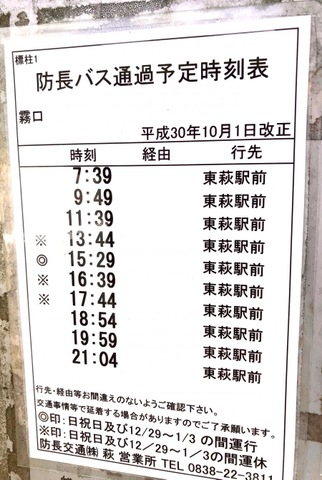 標柱1
防長バス通過予定時刻表
霧口
平成30年10月1日改正
時刻 経由 行先
7:39 東萩駅前
9:49 東萩駅前
11:39 東萩駅前
※ 13:44 東萩駅前
◎ 15:29 東萩駅前
※ 16:39 東萩駅前
※ 17:44 東萩駅前
18:54 東萩駅前
19:59 東萩駅前
21:04 東萩駅前
行先・経由等お間違えのないようご確認下さい。
交通事情等で延着する場合がありますのでご了承願います。
◎印:日祝日及び12/29~1/3 の間運行
※印:日祝日及び12/29~1/3の間運休
防長交通㈱ 萩 営業所 TEL 0838-22-3811